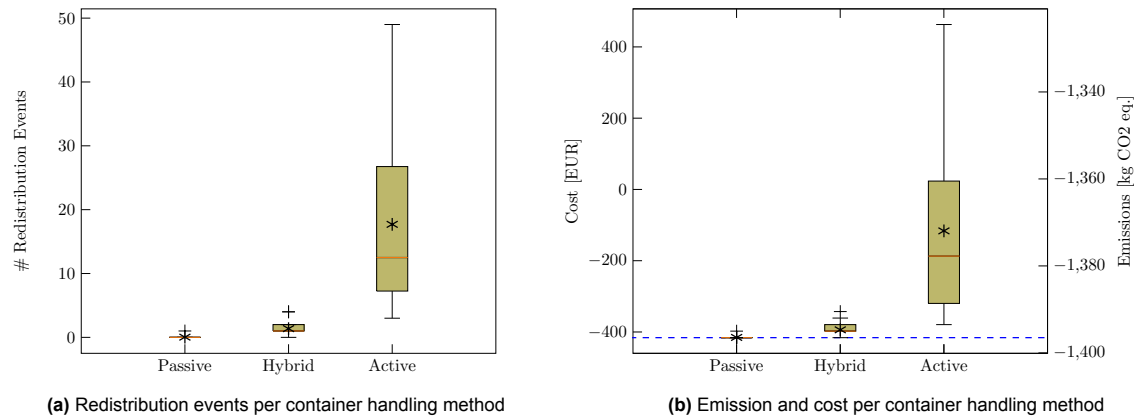 # Redistribution Events
50
40
30
20
10
0
Passive
Hybrid
Active
(a) Redistribution events per container handling method
Cost [EUR]
400
200
0
−200
−400
Passive
Hybrid
Active
−1,340
−1,360
−1,380
−1,400
Emissions [kg CO2 eq.]
(b) Emission and cost per container handling method